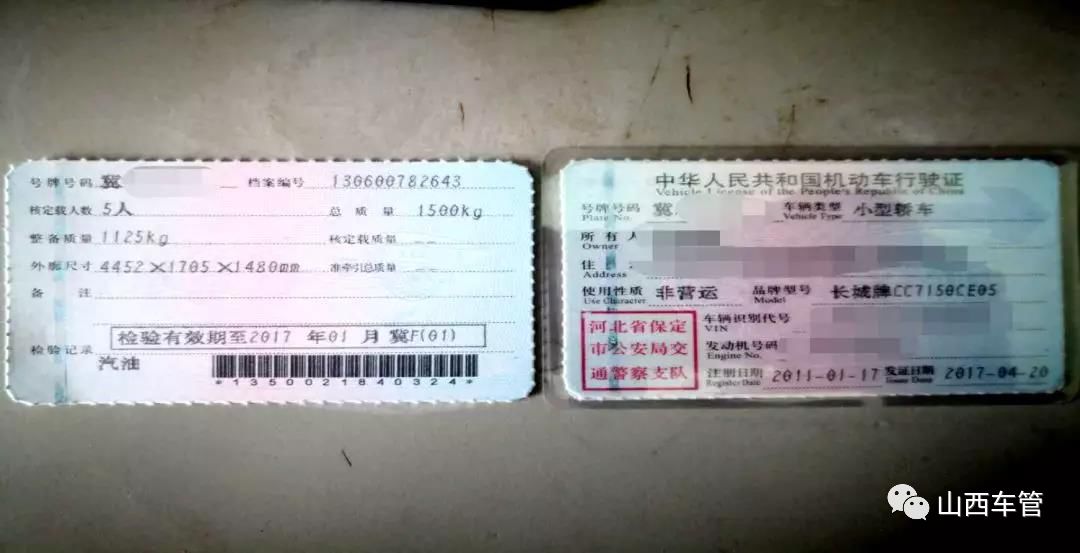 号牌号码 冀 档案编号 130600782643
核定载人数 5人 总质量 1500kg
整备质量 1125kg 核定载质量 --
外廓尺寸 4452×1705×1480mm 准牵引总质量 --
备注
检验有效期至2017 年01 月 冀F(01)
检验记录
汽油
*1350021840324*
中华人民共和国机动车行驶证
Vehicle License of the People's Republic of China
号牌号码 冀 车辆类型 小型轿车
Plate No. Vehicle Type
所有人
Owner
住
Address
使用性质 非营运 品牌型号 长城牌CC7150CE05
Use Character Model
河北省保定
市公安局交
通警察支队
车辆识别代号
VIN
发动机号码
Engine No.
注册日期 2011-01-17 发证日期 2017-04-20
Register Date Issue Date
山西车管